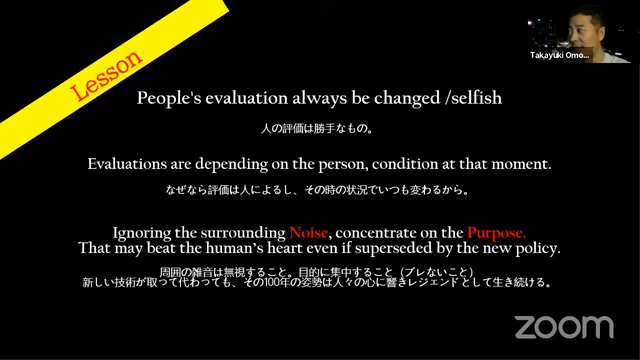 Lesson
Takayuki Omo...
People's evaluation always be changed /selfish
人の評価は勝手なもの。
Evaluations are depending on the person, condition at that moment.
なぜなら評価は人によるし、その時の状況でいつも変わるから。
Ignoring the surrounding Noise, concentrate on the Purpose.
That may beat the human's heart even if superseded by the new policy.
周囲の雑音は無視すること。目的に集中すること（ブレないこと）
新しい技術が取って代わっても、その100年の姿勢は人々の心に響きレジェンドとして生き続ける。
zoom